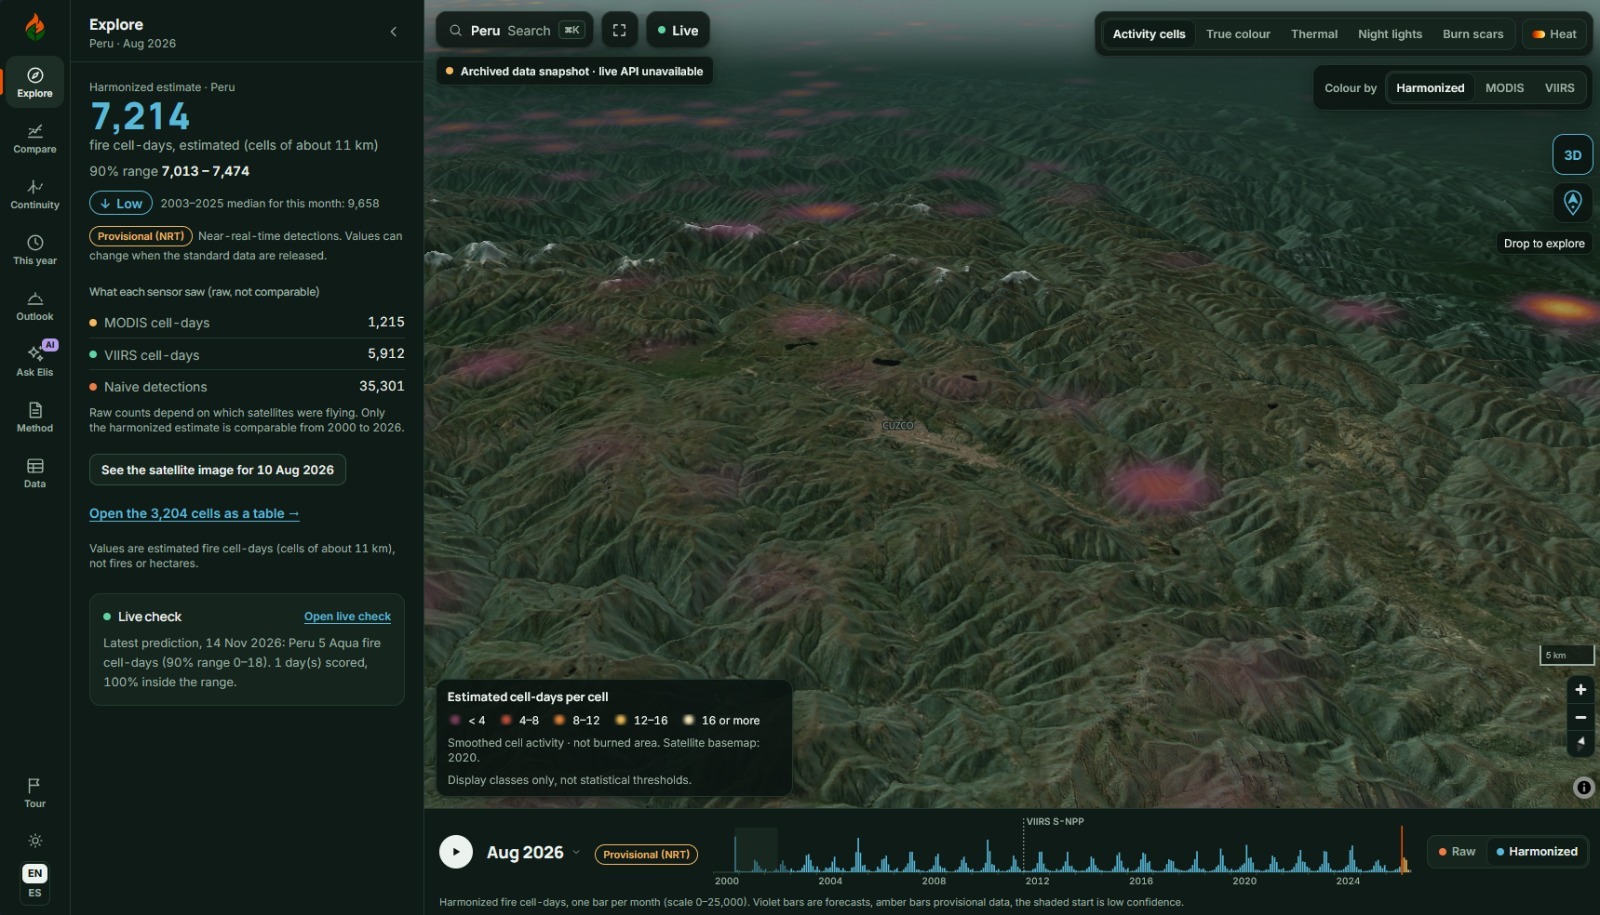 Explore
Compare
Continuity
This year
Outlook
AI
Ask Elis
Method
Data
Tour
EN
ES
Explore
Peru · Aug 2026
Harmonized estimate · Peru
7,214
fire cell-days, estimated (cells of about 11 km)
90% range 7,013 – 7,474
↓ Low 2003–2025 median for this month: 9,658
Provisional (NRT) Near-real-time detections. Values can
change when the standard data are released.
What each sensor saw (raw, not comparable)
MODIS cell-days 1,215
VIIRS cell-days 5,912
Naive detections 35,301
Raw counts depend on which satellites were flying. Only
the harmonized estimate is comparable from 2000 to 2026.
See the satellite image for 10 Aug 2026
Open the 3,204 cells as a table →
Values are estimated fire cell-days (cells of about 11 km),
not fires or hectares.
Live check Open live check
Latest prediction, 14 Nov 2026: Peru 5 Aqua fire
cell-days (90% range 0–18). 1 day(s) scored,
100% inside the range.
Peru Search ⌘K
Live
Archived data snapshot · live API unavailable
Activity cells True colour Thermal Night lights Burn scars Heat
Colour by Harmonized MODIS VIIRS
3D
Drop to explore
CUZCO
5 km
+
−
Estimated cell-days per cell
< 4 4–8 8–12 12–16 16 or more
Smoothed cell activity · not burned area. Satellite basemap:
2020.
Display classes only, not statistical thresholds.
Aug 2026 Provisional (NRT)
VIIRS S-NPP
2000 2004 2008 2012 2016 2020 2024
Raw Harmonized
Harmonized fire cell-days, one bar per month (scale 0–25,000). Violet bars are forecasts, amber bars provisional data, the shaded start is low confidence.